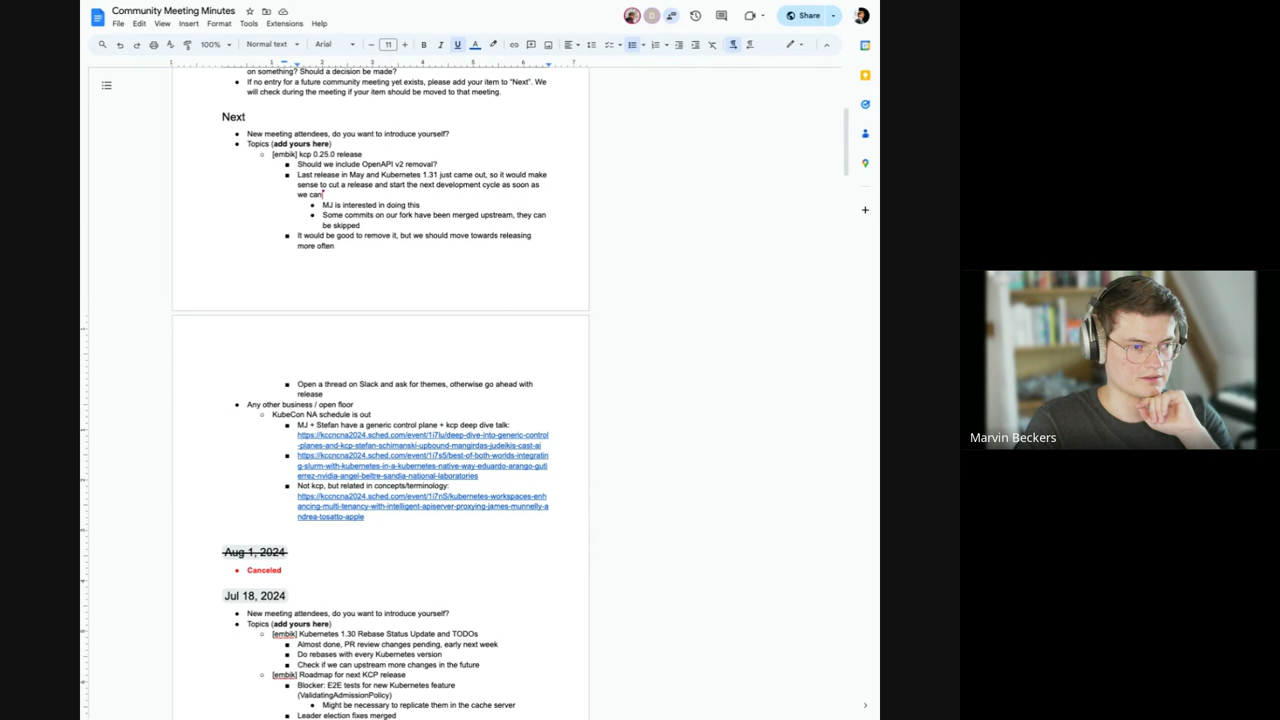 Community Meeting Minutes
File Edit View Insert Format Tools Extensions Help
Share
100% Normal text Arial 11
1 1 2 3 4 5 6 7
on something? Should a decision be made?
● If no entry for a future community meeting yet exists, please add your item to "Next". We
will check during the meeting if your item should be moved to that meeting.
Next
● New meeting attendees, do you want to introduce yourself?
● Topics (add yours here)
○ [embik] kcp 0.25.0 release
■ Should we include OpenAPI v2 removal?
■ Last release in May and Kubernetes 1.31 just came out, so it would make
sense to cut a release and start the next development cycle as soon as
we can
● MJ is interested in doing this
● Some commits on our fork have been merged upstream, they can
be skipped
■ It would be good to remove it, but we should move towards releasing
more often
■ Open a thread on Slack and ask for themes, otherwise go ahead with
release
● Any other business / open floor
○ KubeCon NA schedule is out
■ MJ + Stefan have a generic control plane + kcp deep dive talk:
https://kccncna2024.sched.com/event/1i7lu/deep-dive-into-generic-control
-planes-and-kcp-stefan-schimanski-upbound-mangirdas-judeikis-cast-ai
■ https://kccncna2024.sched.com/event/1i7s5/best-of-both-worlds-integratin
g-slurm-with-kubernetes-in-a-kubernetes-native-way-eduardo-arango-guti
errez-nvidia-angel-beltre-sandia-national-laboratories
■ Not kcp, but related in concepts/terminology:
https://kccncna2024.sched.com/event/1i7nS/kubernetes-workspaces-enh
ancing-multi-tenancy-with-intelligent-apiserver-proxying-james-munnelly-a
ndrea-tosatto-apple
Aug 1, 2024
● Canceled
Jul 18, 2024
● New meeting attendees, do you want to introduce yourself?
● Topics (add yours here)
○ [embik] Kubernetes 1.30 Rebase Status Update and TODOs
■ Almost done, PR review changes pending, early next week
■ Do rebases with every Kubernetes version
■ Check if we can upstream more changes in the future
○ [embik] Roadmap for next KCP release
■ Blocker: E2E tests for new Kubernetes feature
(ValidatingAdmissionPolicy)
● Might be necessary to replicate them in the cache server
■ Leader election fixes merged
Marvin Beckers